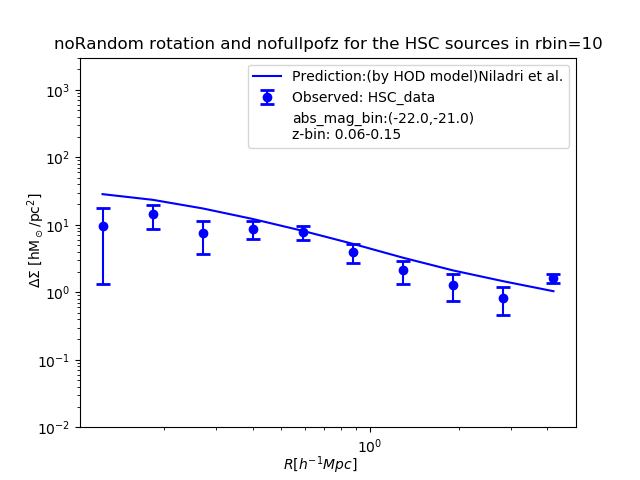 noRandom rotation and nofullpofz for the HSC sources in rbin=10
Prediction:(by HOD model)Niladri et al.
Observed: HSC_data
abs_mag_bin:(-22.0,-21.0)
z-bin: 0.06-0.15
ΔΣ [hM⊙/pc²]
10³
10²
10¹
10⁰
10⁻¹
10⁻²
10⁰
R[h⁻¹Mpc]